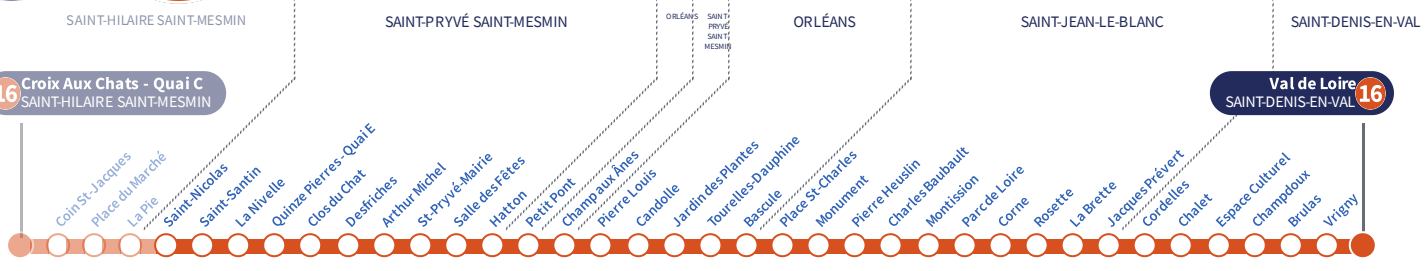 SAINT-HILAIRE SAINT-MESMIN
SAINT-PRYVÉ SAINT-MESMIN
ORLÉANS
SAINT-
PRYVÉ
SAINT-
MESMIN
ORLÉANS
SAINT-JEAN-LE-BLANC
SAINT-DENIS-EN-VAL
16
Croix Aux Chats - Quai C
SAINT-HILAIRE SAINT-MESMIN
Val de Loire
SAINT-DENIS-EN-VAL
16
Coin St-Jacques
Place du Marché
La Pie
Saint-Nicolas
Saint-Santin
La Nivelle
Quinze Pierres - Quai E
Clos du Chat
Desfriches
Arthur Michel
St-Pryvé-Mairie
Salle des Fêtes
Hatton
Petit Pont
Champ aux Ânes
Pierre Louis
Candolle
Jardin des Plantes
Tourelles-Dauphine
Bascule
Place St-Charles
Monument
Pierre Heuslin
Charles Baubault
Montission
Parc de Loire
Corne
Rosette
La Brette
Jacques Prévert
Cordelles
Chalet
Espace Culturel
Champdoux
Brulas
Vrigny